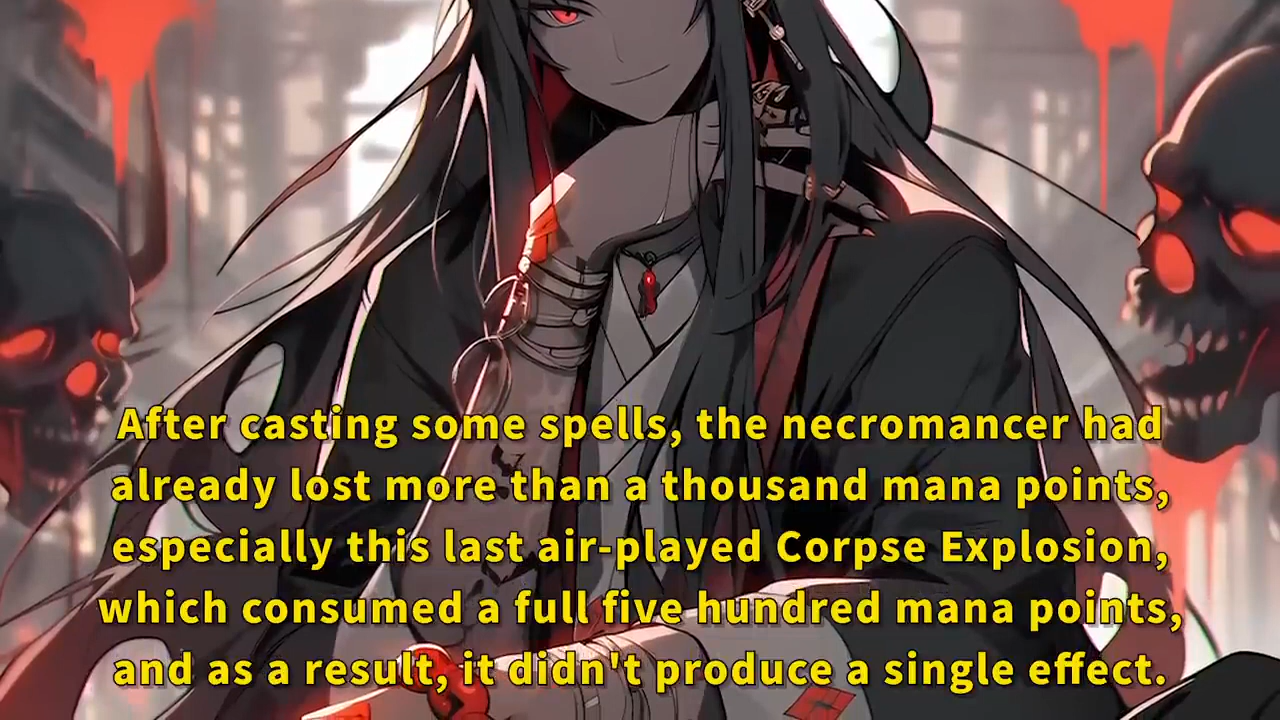 After casting some spells, the necromancer had
already lost more than a thousand mana points,
especially this last air-played Corpse Explosion,
which consumed a full five hundred mana points,
and as a result, it didn't produce a single effect.